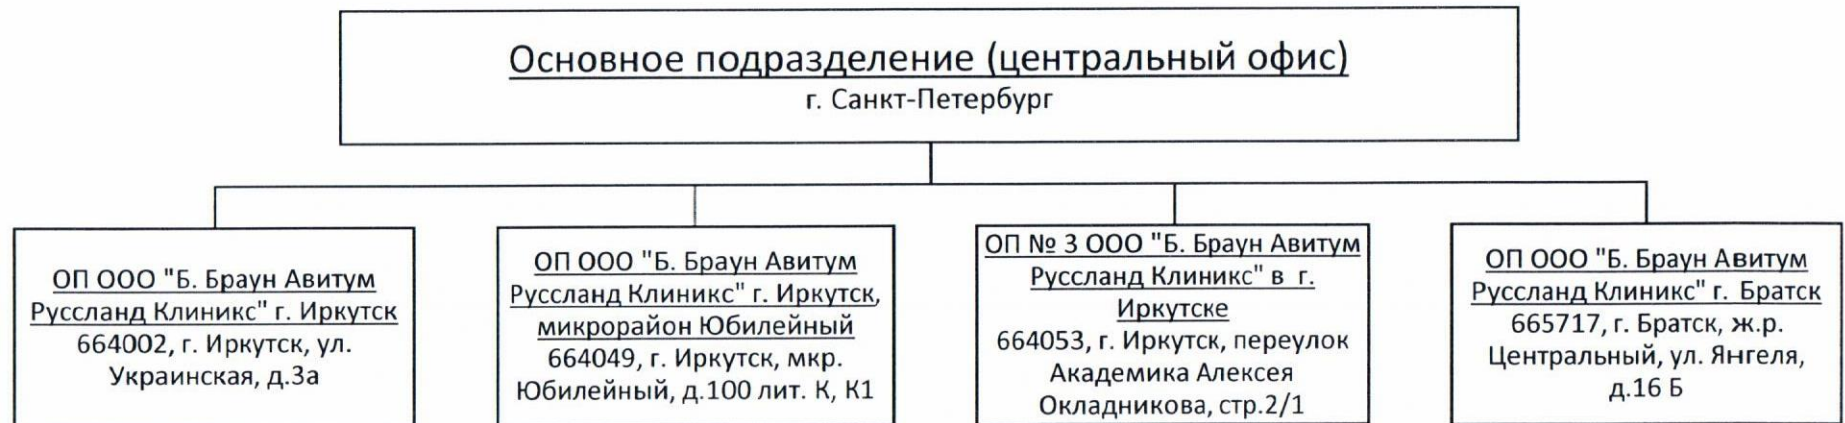 Основное подразделение (центральный офис)
г. Санкт-Петербург
ОП ООО "Б. Браун Авитум
Руссланд Клиникс" г. Иркутск
664002, г. Иркутск, ул.
Украинская, д.3а
ОП ООО "Б. Браун Авитум
Руссланд Клиникс" г. Иркутск,
микрорайон Юбилейный
664049, г. Иркутск, мкр.
Юбилейный, д.100 лит. К, К1
ОП № 3 ООО "Б. Браун Авитум
Руссланд Клиникс" в г.
Иркутске
664053, г. Иркутск, переулок
Академика Алексея
Окладникова, стр.2/1
ОП ООО "Б. Браун Авитум
Руссланд Клиникс" г. Братск
665717, г. Братск, ж.р.
Центральный, ул. Янгеля,
д.16 Б